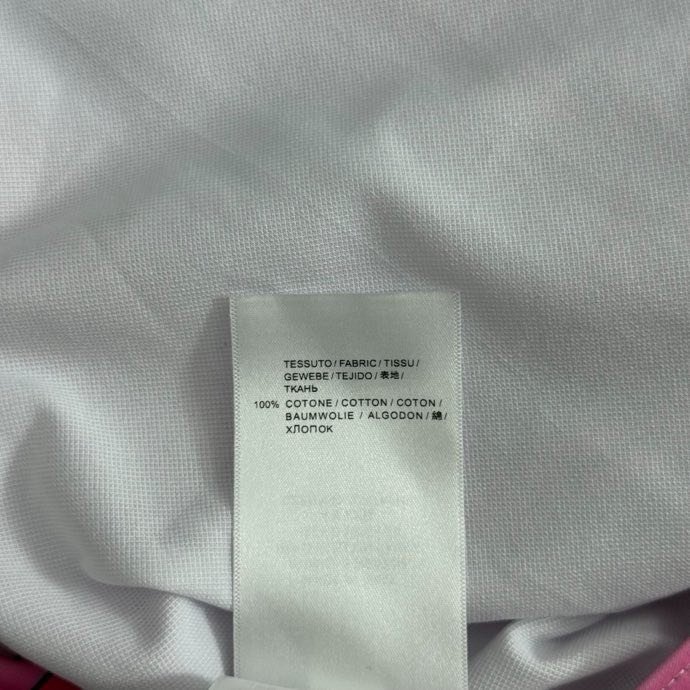 TESSUTO / FABRIC / TISSU /
GEWEBE / TEJIDO / 表地 /
ТКАНЬ
100% COTONE / COTTON / COTON /
BAUMWOLIE / ALGODON / 綿 /
ХЛОПОК